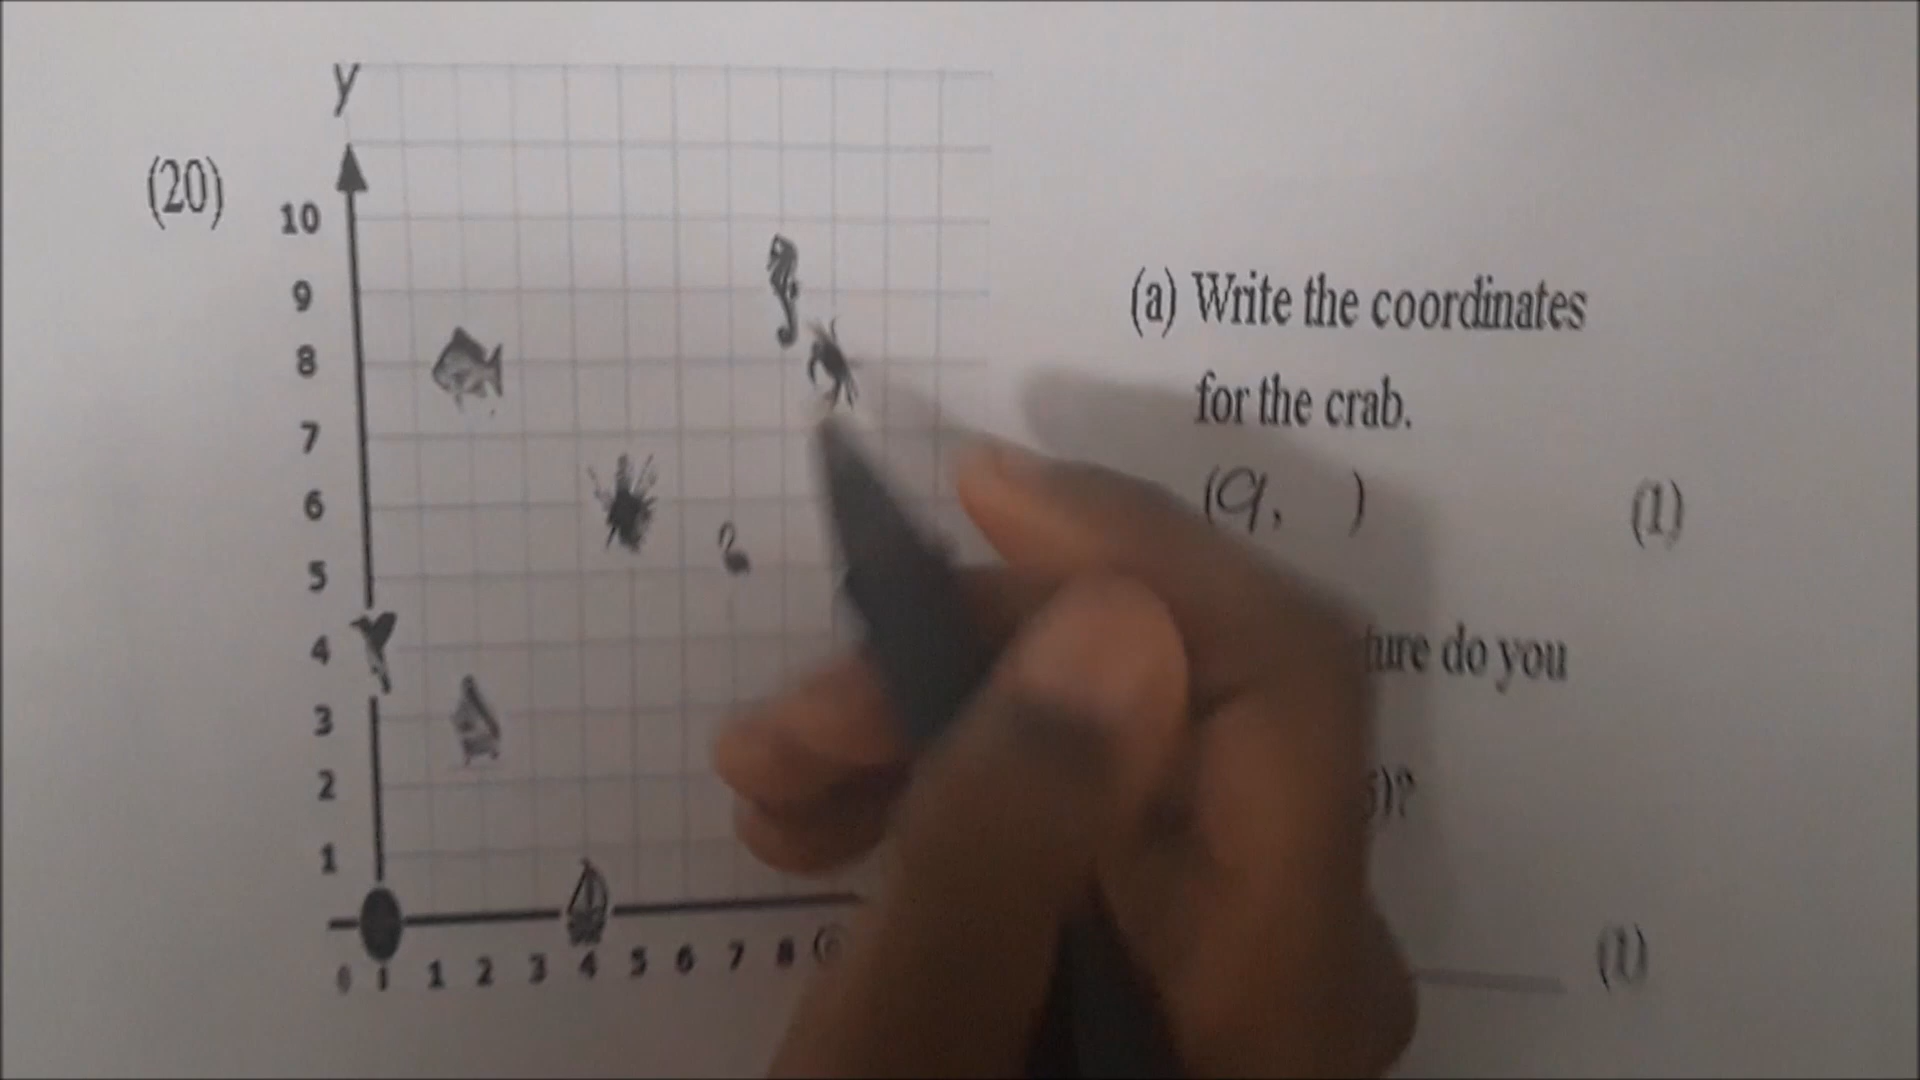 y
(20)
10
9
8
7
6
5
4
3
2
1
0 1 1 2 3 4 5 6 7 8
(a) Write the coordinates
for the crab.
(9, ) (1)
do you
)?
(1)